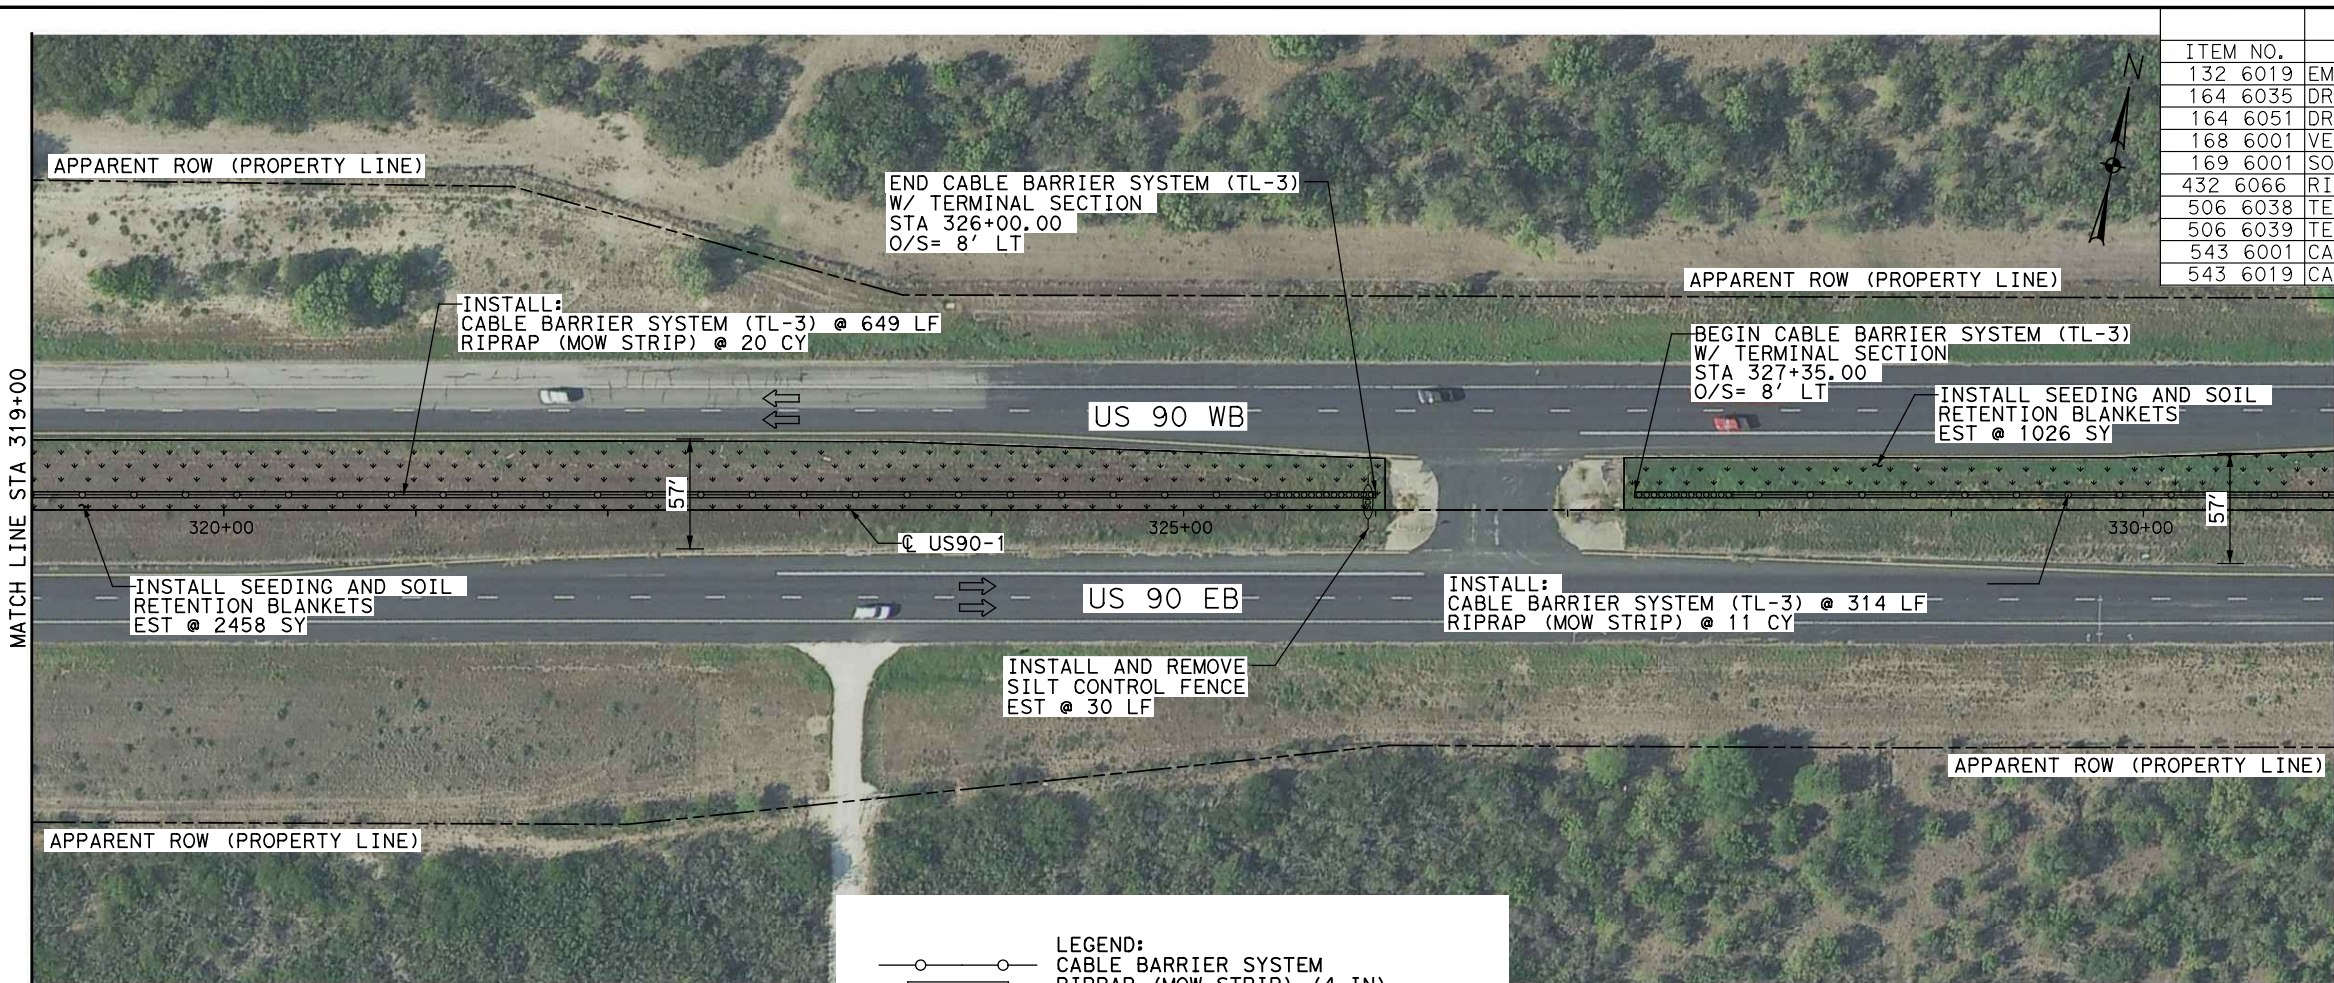 ITEM NO.
132 6019 EM
164 6035 DR
164 6051 DR
168 6001 VE
169 6001 SO
432 6066 RI
506 6038 TE
506 6039 TE
543 6001 CA
543 6019 CA
N
APPARENT ROW (PROPERTY LINE)
END CABLE BARRIER SYSTEM (TL-3)
W/ TERMINAL SECTION
STA 326+00.00
O/S= 8' LT
APPARENT ROW (PROPERTY LINE)
INSTALL:
CABLE BARRIER SYSTEM (TL-3) @ 649 LF
RIPRAP (MOW STRIP) @ 20 CY
BEGIN CABLE BARRIER SYSTEM (TL-3)
W/ TERMINAL SECTION
STA 327+35.00
O/S= 8' LT
INSTALL SEEDING AND SOIL
RETENTION BLANKETS
EST @ 1026 SY
MATCH LINE STA 319+00
US 90 WB
57'
57'
320+00
325+00
330+00
℄ US90-1
INSTALL SEEDING AND SOIL
RETENTION BLANKETS
EST @ 2458 SY
US 90 EB
INSTALL:
CABLE BARRIER SYSTEM (TL-3) @ 314 LF
RIPRAP (MOW STRIP) @ 11 CY
INSTALL AND REMOVE
SILT CONTROL FENCE
EST @ 30 LF
APPARENT ROW (PROPERTY LINE)
APPARENT ROW (PROPERTY LINE)
LEGEND:
CABLE BARRIER SYSTEM
RIPRAP (MOW STRIP) (4 IN)